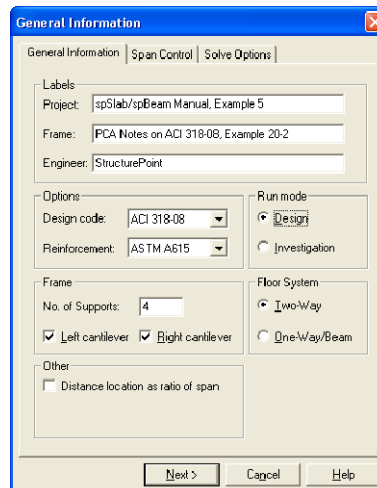 General Information
General Information Span Control Solve Options
Labels
Project: spSlab/spBeam Manual, Example 5
Frame: PCA Notes on ACI 318-08, Example 20-2
Engineer: StructurePoint
Options
Design code: ACI 318-08
Reinforcement: ASTM A615
Run mode
Design
Investigation
Frame
No. of Supports: 4
Left cantilever Right cantilever
Floor System
Two-Way
One-Way/Beam
Other
Distance location as ratio of span
Next > Cancel Help